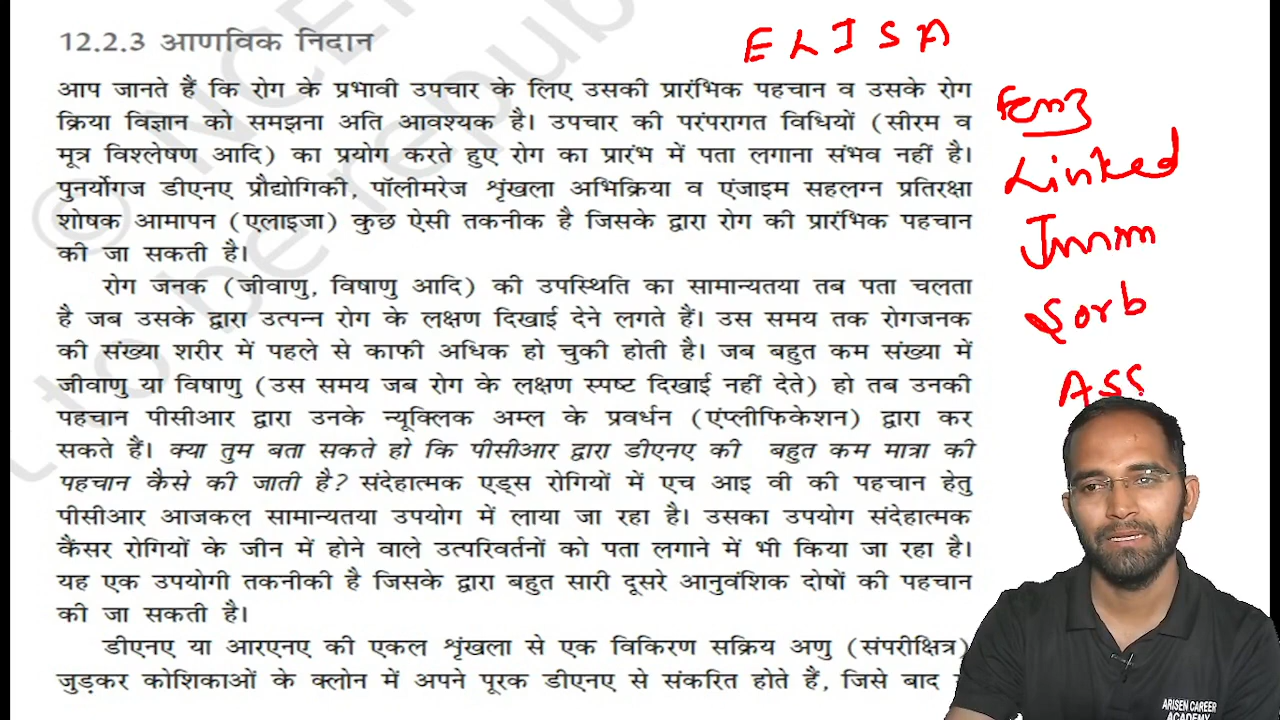 12.2.3 आणविक निदान
ELISA
आप जानते हैं कि रोग के प्रभावी उपचार के लिए उसकी प्रारंभिक पहचान व उसके रोग
क्रिया विज्ञान को समझना अति आवश्यक है। उपचार की परंपरागत विधियों (सीरम व
मूत्र विश्लेषण आदि) का प्रयोग करते हुए रोग का प्रारंभ में पता लगाना संभव नहीं है।
पुनर्योगज डीएनए प्रौद्योगिकी, पॉलीमरेज शृंखला अभिक्रिया व एंजाइम सहलग्न प्रतिरक्षा
शोषक आमापन (एलाइजा) कुछ ऐसी तकनीक है जिसके द्वारा रोग की प्रारंभिक पहचान
की जा सकती है।
रोग जनक (जीवाणु, विषाणु आदि) की उपस्थिति का सामान्यतया तब पता चलता
है जब उसके द्वारा उत्पन्न रोग के लक्षण दिखाई देने लगते हैं। उस समय तक रोगजनक
की संख्या शरीर में पहले से काफी अधिक हो चुकी होती है। जब बहुत कम संख्या में
जीवाणु या विषाणु (उस समय जब रोग के लक्षण स्पष्ट दिखाई नहीं देते) हो तब उनकी
पहचान पीसीआर द्वारा उनके न्यूक्लिक अम्ल के प्रवर्धन (एंप्लीफिकेशन) द्वारा कर
सकते हैं। क्या तुम बता सकते हो कि पीसीआर द्वारा डीएनए की बहुत कम मात्रा की
पहचान कैसे की जाती है? संदेहात्मक एड्स रोगियों में एच आइ वी की पहचान हेतु
पीसीआर आजकल सामान्यतया उपयोग में लाया जा रहा है। उसका उपयोग संदेहात्मक
कैंसर रोगियों के जीन में होने वाले उत्परिवर्तनों को पता लगाने में भी किया जा रहा है।
यह एक उपयोगी तकनीकी है जिसके द्वारा बहुत सारी दूसरे आनुवंशिक दोषों की पहचान
की जा सकती है।
डीएनए या आरएनए की एकल शृंखला से एक विकिरण सक्रिय अणु (संपरीक्षित्र)
जुड़कर कोशिकाओं के क्लोन में अपने पूरक डीएनए से संकरित होते हैं, जिसे बाद
Linked
Sorb
Ass
ARISEN CAREER
ACADEMY